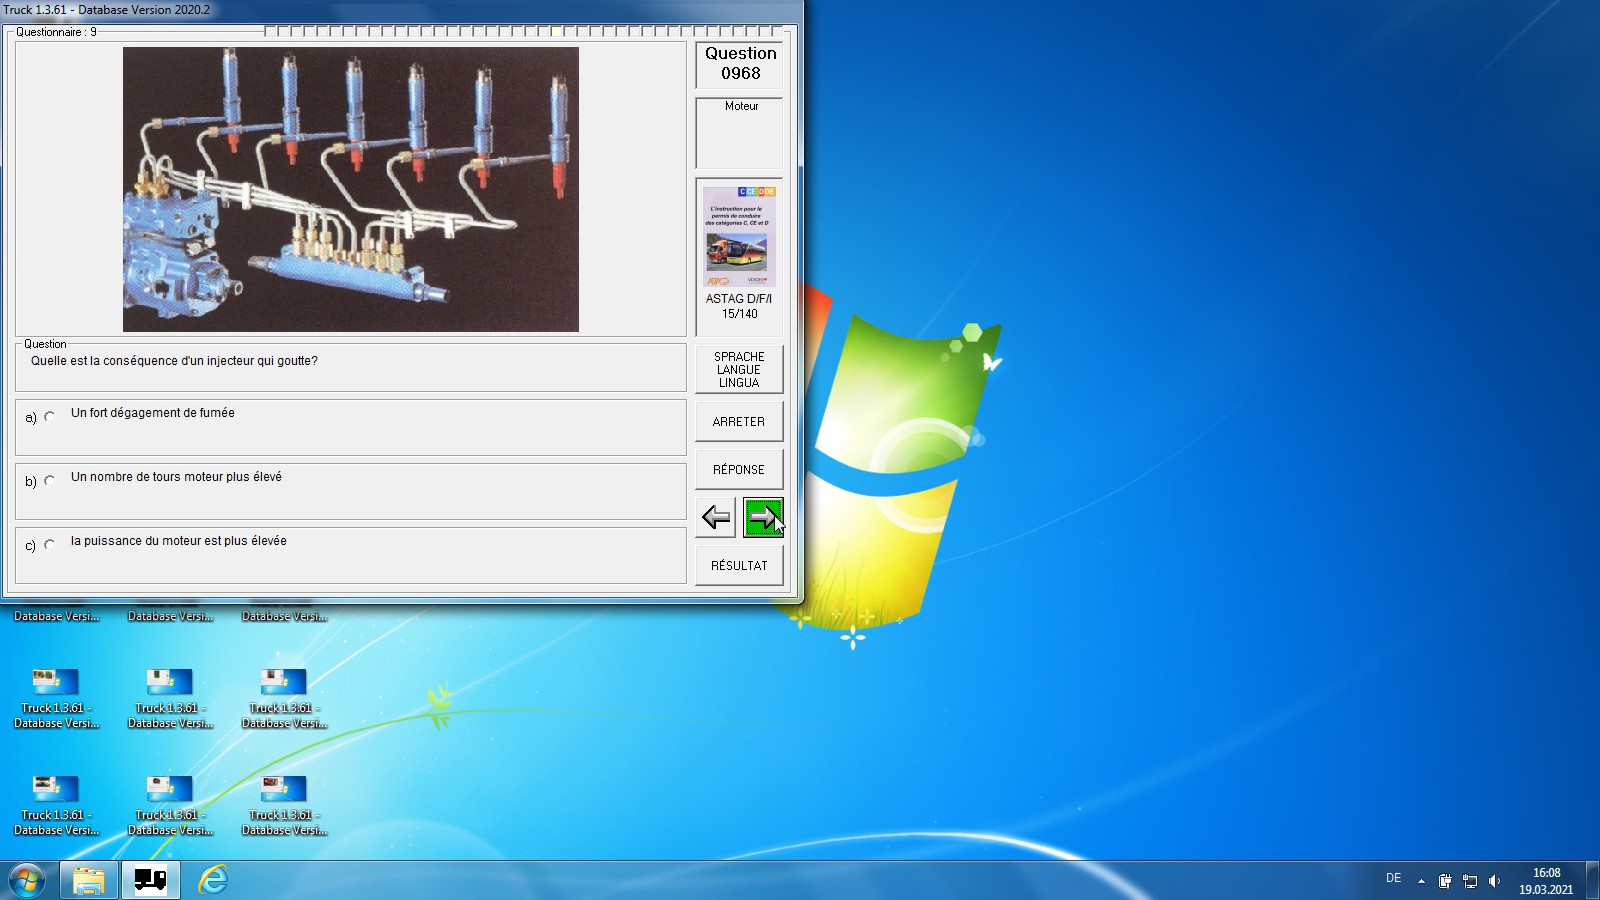 Truck 1.3.61 - Database Version 2020.2
Questionnaire : 9
Question
0968
Moteur
C CE D DE
L'instruction pour le
permis de conduire
des catégories C, CE et D
ASTAG D/F/I
15/140
Question
Quelle est la conséquence d'un injecteur qui goutte?
SPRACHE
LANGUE
LINGUA
a) Un fort dégagement de fumée
ARRETER
b) Un nombre de tours moteur plus élevé
RÉPONSE
c) la puissance du moteur est plus élevée
RÉSULTAT
Database Versi... Database Versi... Database Versi...
Truck 1.3.61 - Truck 1.3.61 - Truck 1.3.61 -
Database Versi... Database Versi... Database Versi...
Truck 1.3.61 - Truck 1.3.61 - Truck 1.3.61 -
Database Versi... Database Versi... Database Versi...
DE
16:08
19.03.2021